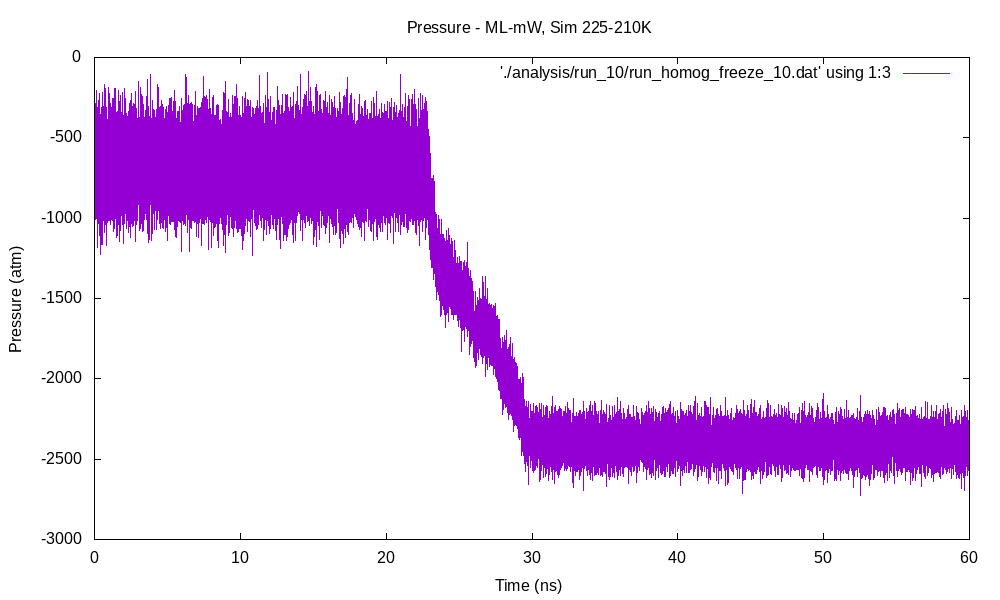 Pressure - ML-mW, Sim 225-210K
'./analysis/run_10/run_homog_freeze_10.dat' using 1:3
Pressure (atm)
0
-500
-1000
-1500
-2000
-2500
-3000
0 10 20 30 40 50 60
Time (ns)